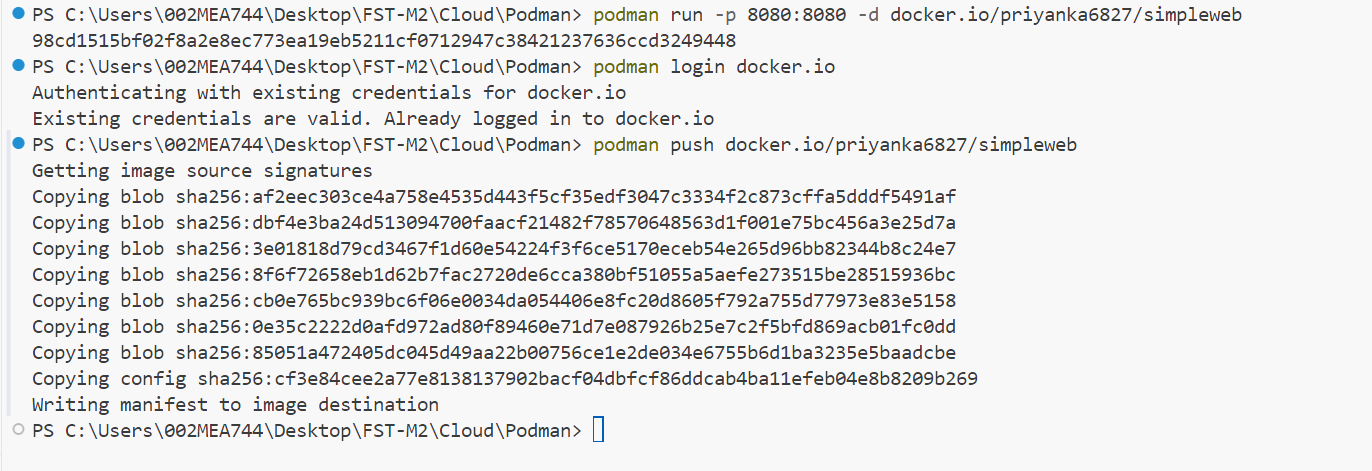 PS C:\Users\002MEA744\Desktop\FST-M2\Cloud\Podman> podman run -p 8080:8080 -d docker.io/priyanka6827/simpleweb
98cd1515bf02f8a2e8ec773ea19eb5211cf0712947c38421237636ccd3249448
PS C:\Users\002MEA744\Desktop\FST-M2\Cloud\Podman> podman login docker.io
Authenticating with existing credentials for docker.io
Existing credentials are valid. Already logged in to docker.io
PS C:\Users\002MEA744\Desktop\FST-M2\Cloud\Podman> podman push docker.io/priyanka6827/simpleweb
Getting image source signatures
Copying blob sha256:af2eec303ce4a758e4535d443f5cf35edf3047c3334f2c873cffa5dddf5491af
Copying blob sha256:dbf4e3ba24d513094700faacf21482f78570648563d1f001e75bc456a3e25d7a
Copying blob sha256:3e01818d79cd3467f1d60e54224f3f6ce5170eceb54e265d96bb82344b8c24e7
Copying blob sha256:8f6f72658eb1d62b7fac2720de6cca380bf51055a5aefe273515be28515936bc
Copying blob sha256:cb0e765bc939bc6f06e0034da054406e8fc20d8605f792a755d77973e83e5158
Copying blob sha256:0e35c2222d0afd972ad80f89460e71d7e087926b25e7c2f5bfd869acb01fc0dd
Copying blob sha256:85051a472405dc045d49aa22b00756ce1e2de034e6755b6d1ba3235e5baadcbe
Copying config sha256:cf3e84cee2a77e8138137902bacf04dbfcf86ddcab4ba11efeb04e8b8209b269
Writing manifest to image destination
PS C:\Users\002MEA744\Desktop\FST-M2\Cloud\Podman>